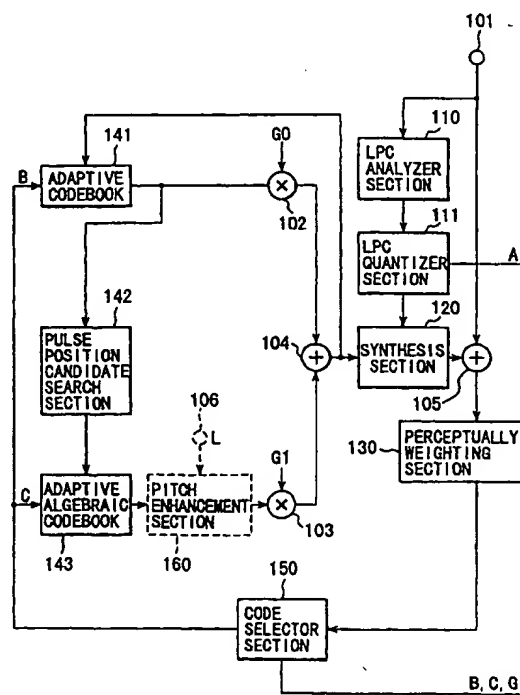 101
110
LPC
ANALYZER
SECTION
141
G0
B
ADAPTIVE
CODEBOOK
102
111
LPC
QUANTIZER
SECTION
A
142
120
PULSE
POSITION
CANDIDATE
SEARCH
SECTION
104
SYNTHESIS
SECTION
105
106
L
130
PERCEPTUALLY
WEIGHTING
SECTION
G1
C
ADAPTIVE
ALGEBRAIC
CODEBOOK
PITCH
ENHANCEMENT
SECTION
103
143
160
150
CODE
SELECTOR
SECTION
B, C, G